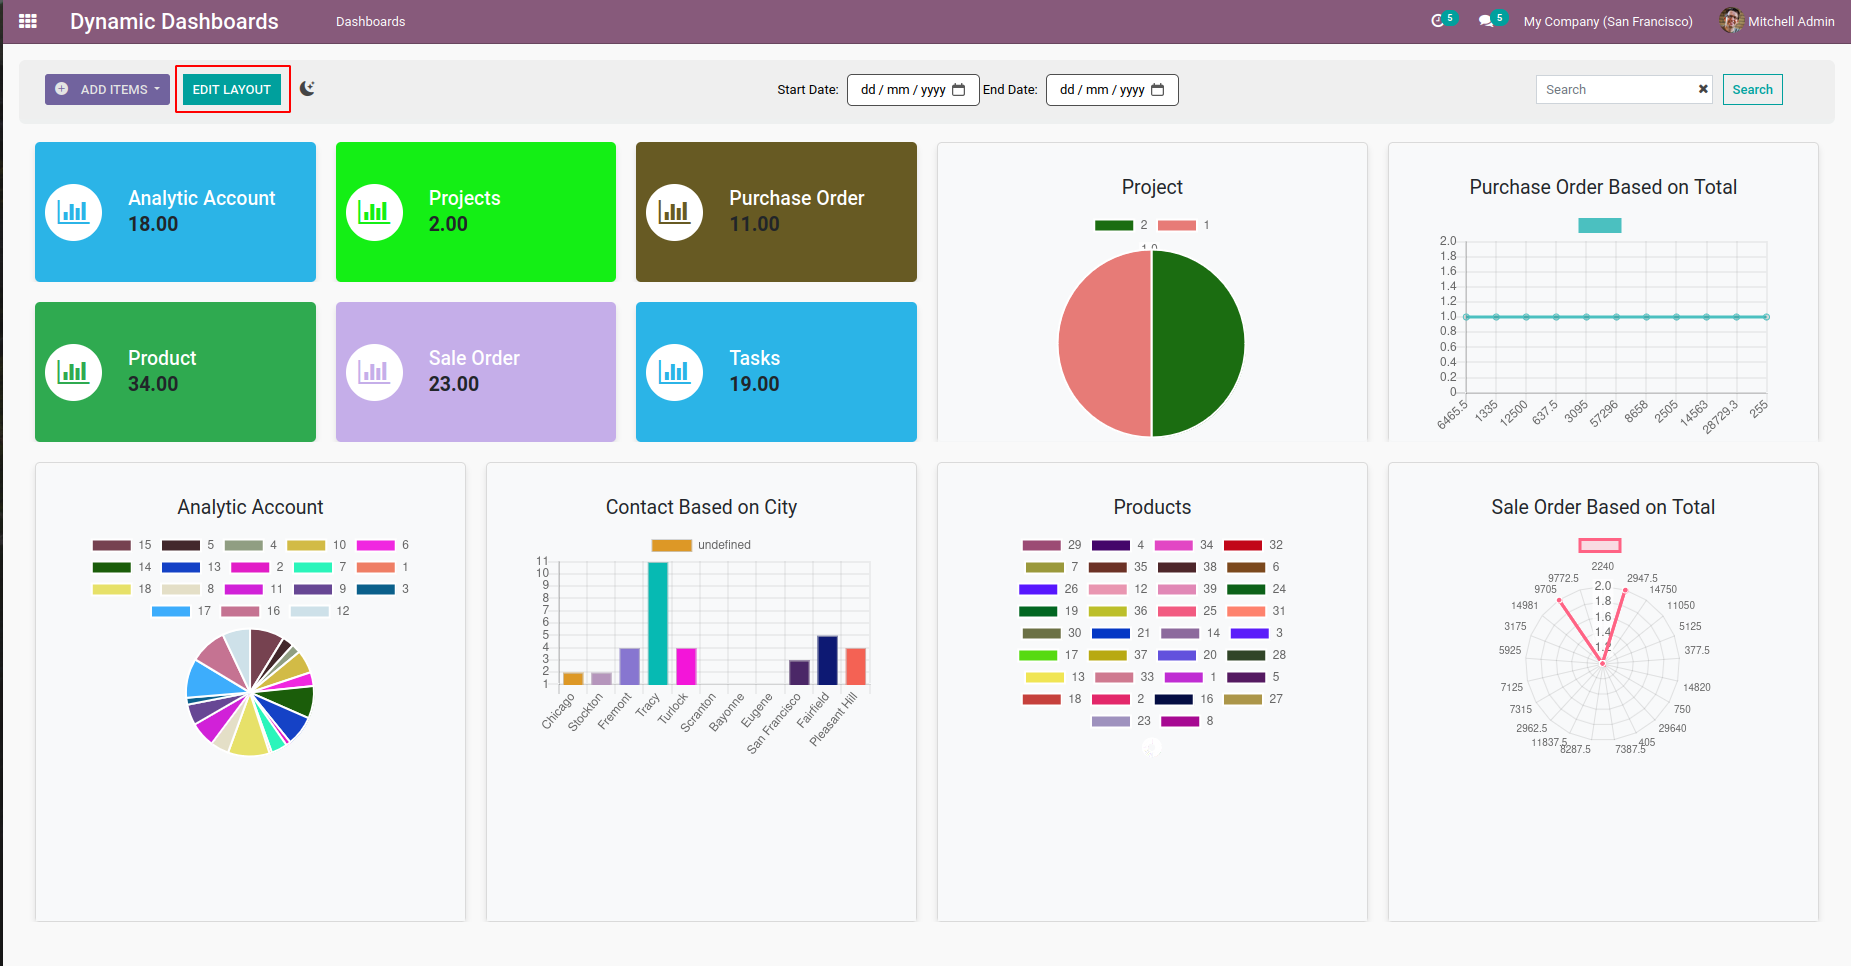 Dynamic Dashboards Dashboards 5 5 My Company (San Francisco) Mitchell Admin
ADD ITEMS EDIT LAYOUT Start Date: dd / mm / yyyy End Date: dd / mm / yyyy Search Search
Analytic Account
18.00
Projects
2.00
Purchase Order
11.00
Product
34.00
Sale Order
23.00
Tasks
19.00
Project
2 1
Purchase Order Based on Total
2.0
1.8
1.6
1.4
1.2
1.0
0.8
0.6
0.4
0.2
0
6465.5 1335 12500 637.5 3095 57296 8658 2505 14563 28729.3 255
Analytic Account
15 5 4 10 6
14 13 2 7 1
18 8 11 9 3
17 16 12
Contact Based on City
undefined
11
10
9
8
7
6
5
4
3
2
1
Chicago Stockton Fremont Tracy Turlock Scranton Bayonne Eugene San Francisco Fairfield Pleasant Hill
Products
29 4 34 32
7 35 38 6
26 12 39 24
19 36 25 31
30 21 14 3
17 37 20 28
13 33 1 5
18 2 16 27
23 8
Sale Order Based on Total
2240
9772.5 2947.5
9705 2.0 14750
14981 1.8 11050
1.6
3175 5125
1.4
5925 1.2 377.5
7125 14820
7315 750
2962.5 29640
11837.5 405
8287.5 7387.5